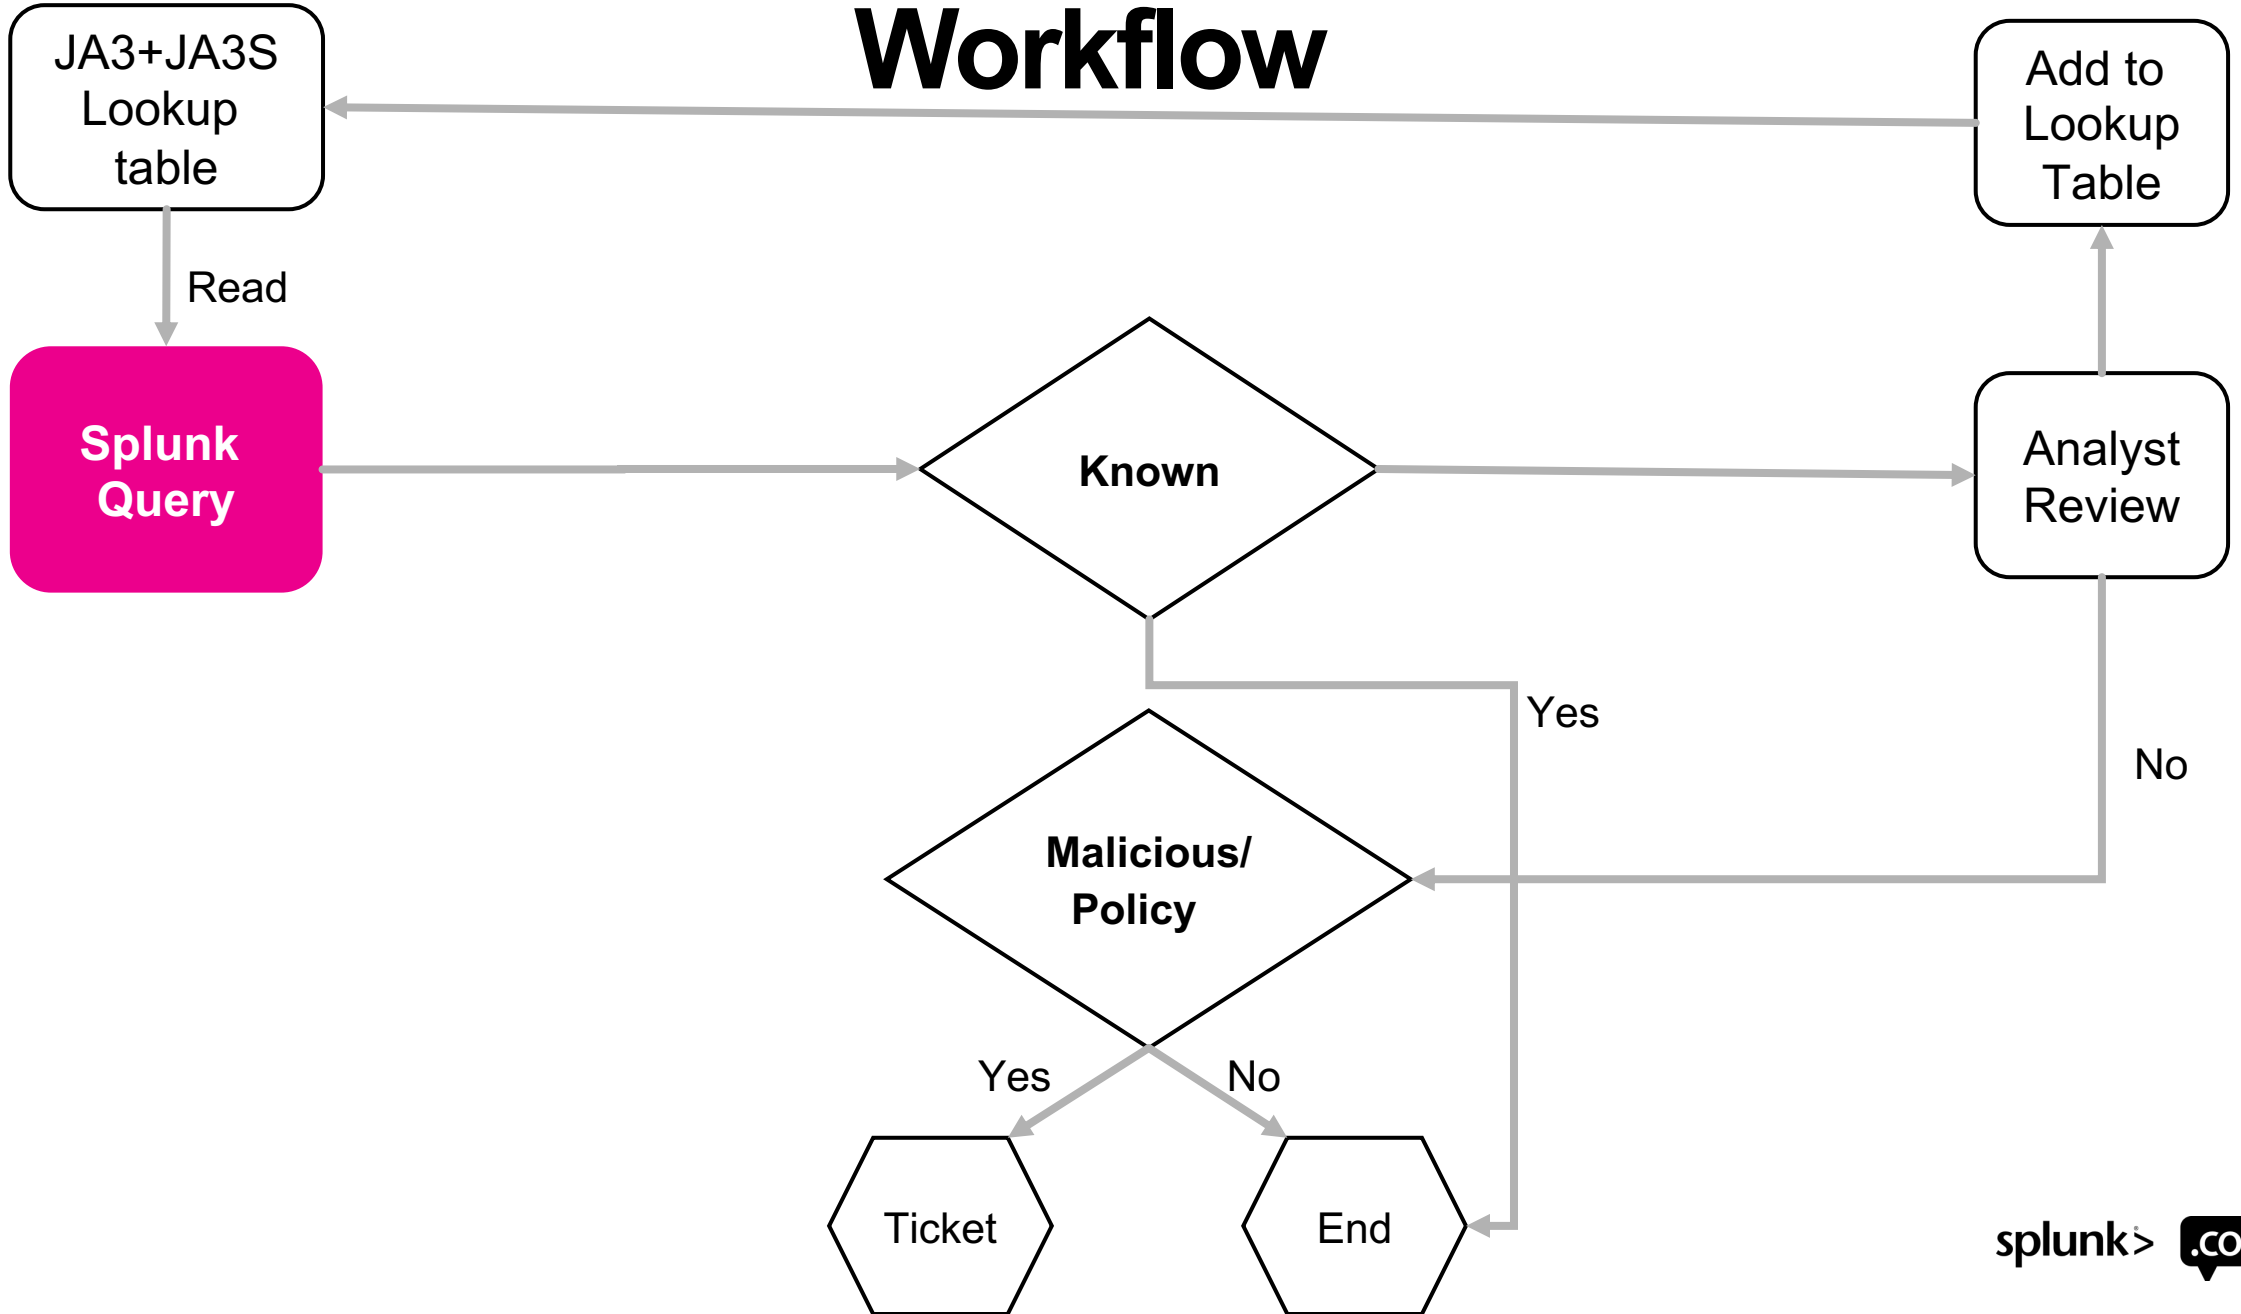 Workflow
JA3+JA3S
Lookup
table
Add to
Lookup
Table
Read
Splunk
Query
Known
Analyst
Review
Yes
No
Malicious/
Policy
Yes
No
Ticket
End
splunk>
.co